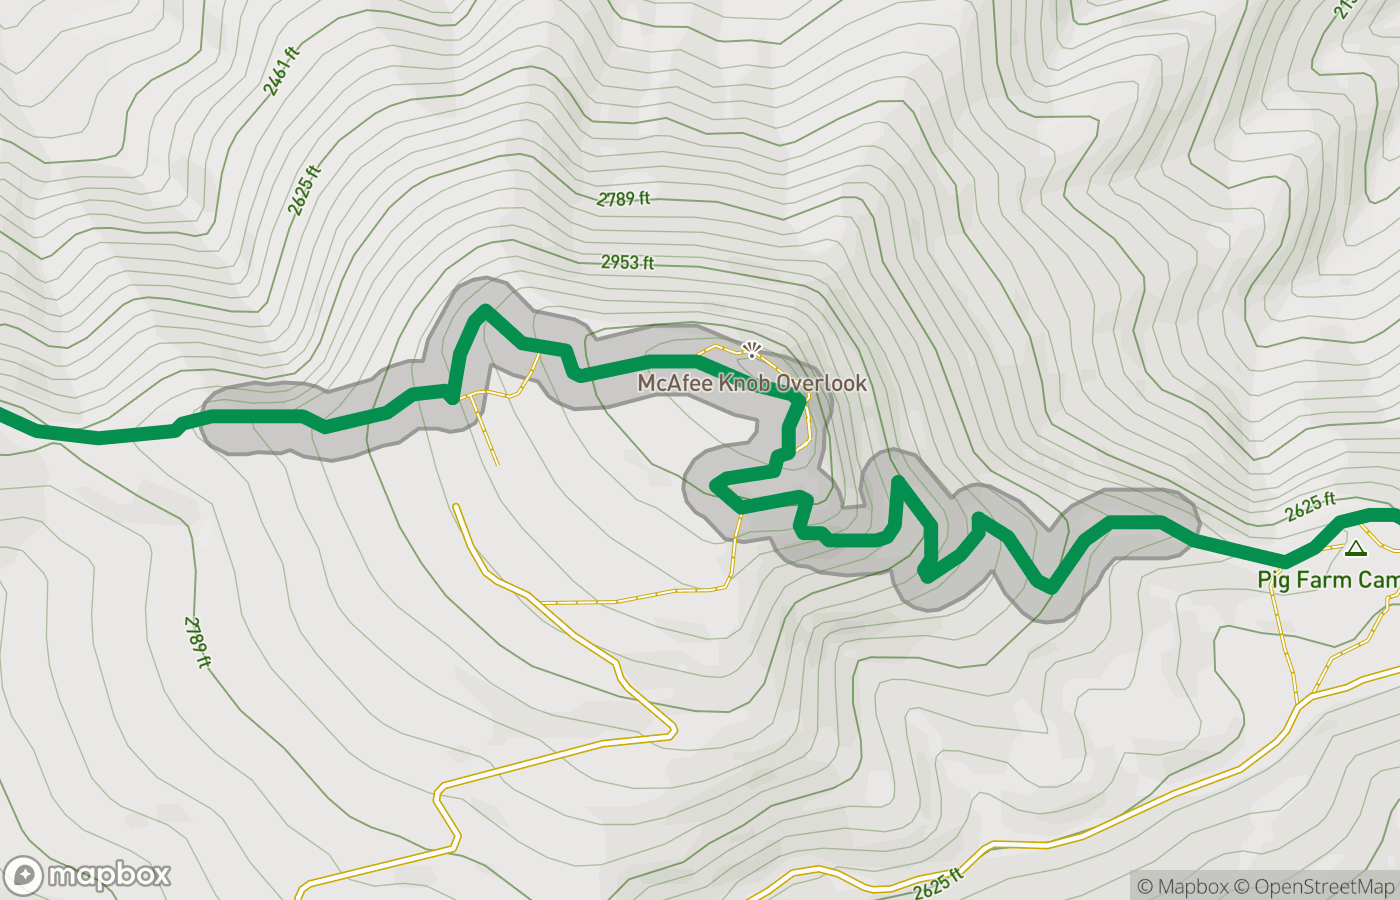 2461 ft
2625 ft
2789 ft
2953 ft
McAfee Knob Overlook
2625 ft
Pig Farm Cam
2789 ft
2625 ft
mapbox
© Mapbox © OpenStreetMap